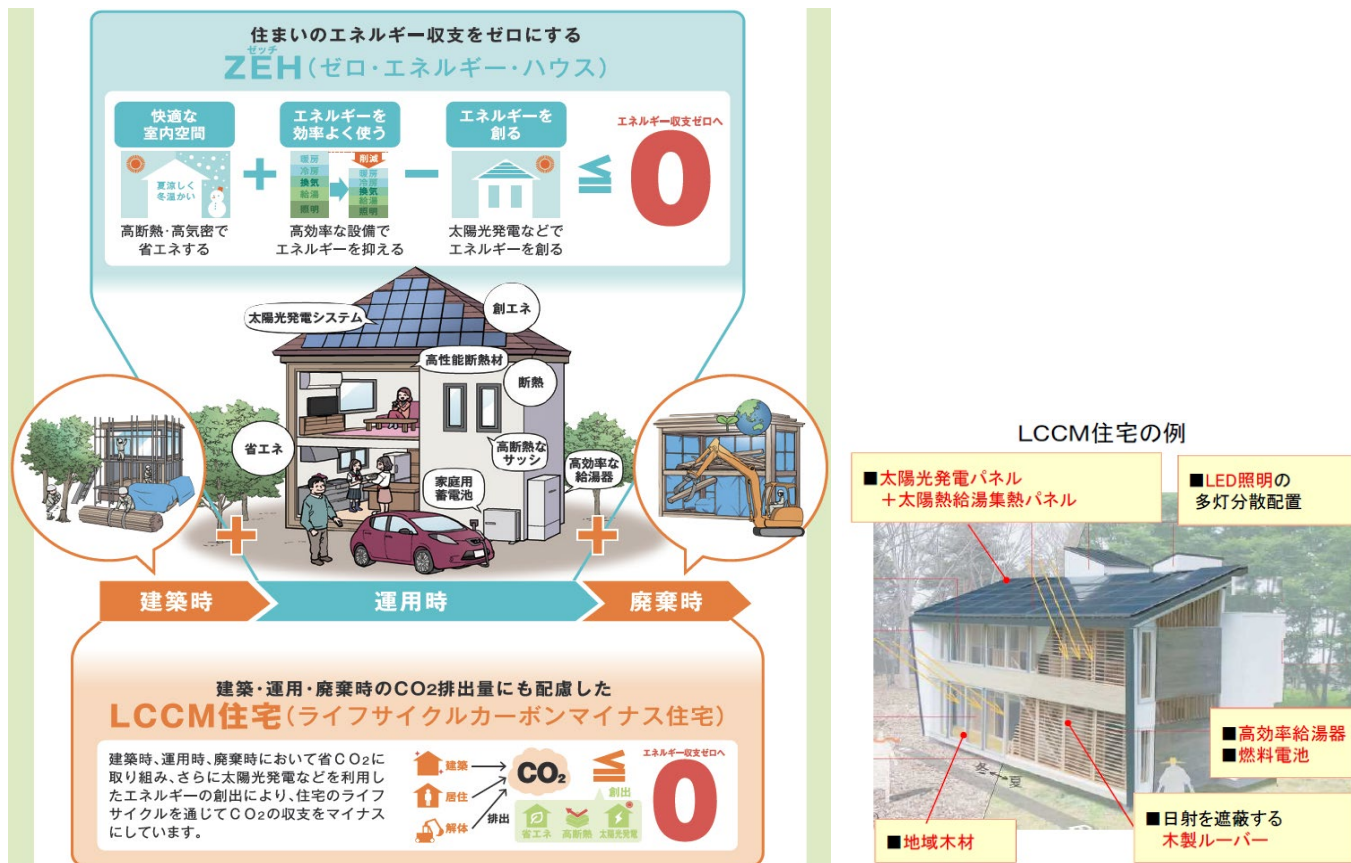 住まいのエネルギー収支をゼロにする
ゼッチ
ZEH(ゼロ・エネルギー・ハウス)
快適な
室内空間
エネルギーを
効率よく使う
エネルギーを
創る
エネルギー収支ゼロへ
夏涼しく
冬温かい
+
暖房
冷房
換気
給湯
照明
削減
暖房
冷房
換気
給湯
照明
−
≦
0
高断熱・高気密で
省エネする
高効率な設備で
エネルギーを抑える
太陽光発電などで
エネルギーを創る
太陽光発電システム
創エネ
高性能断熱材
断熱
省エネ
高断熱な
サッシ
高効率な
給湯器
家庭用
蓄電池
+
+
建築時
運用時
廃棄時
建築・運用・廃棄時のCO2排出量にも配慮した
LCCM住宅(ライフサイクルカーボンマイナス住宅)
建築時、運用時、廃棄時において省CO2に
取り組み、さらに太陽光発電などを利用し
たエネルギーの創出により、住宅のライフ
サイクルを通じてCO2の収支をマイナス
にしています。
建築
居住
解体
排出
CO2
≦
創出
省エネ
高断熱
太陽光発電
エネルギー収支ゼロへ
0
LCCM住宅の例
■太陽光発電パネル
+太陽熱給湯集熱パネル
■LED照明の
多灯分散配置
■高効率給湯器
■燃料電池
冬
夏
■地域木材
■日射を遮蔽する
木製ルーバー